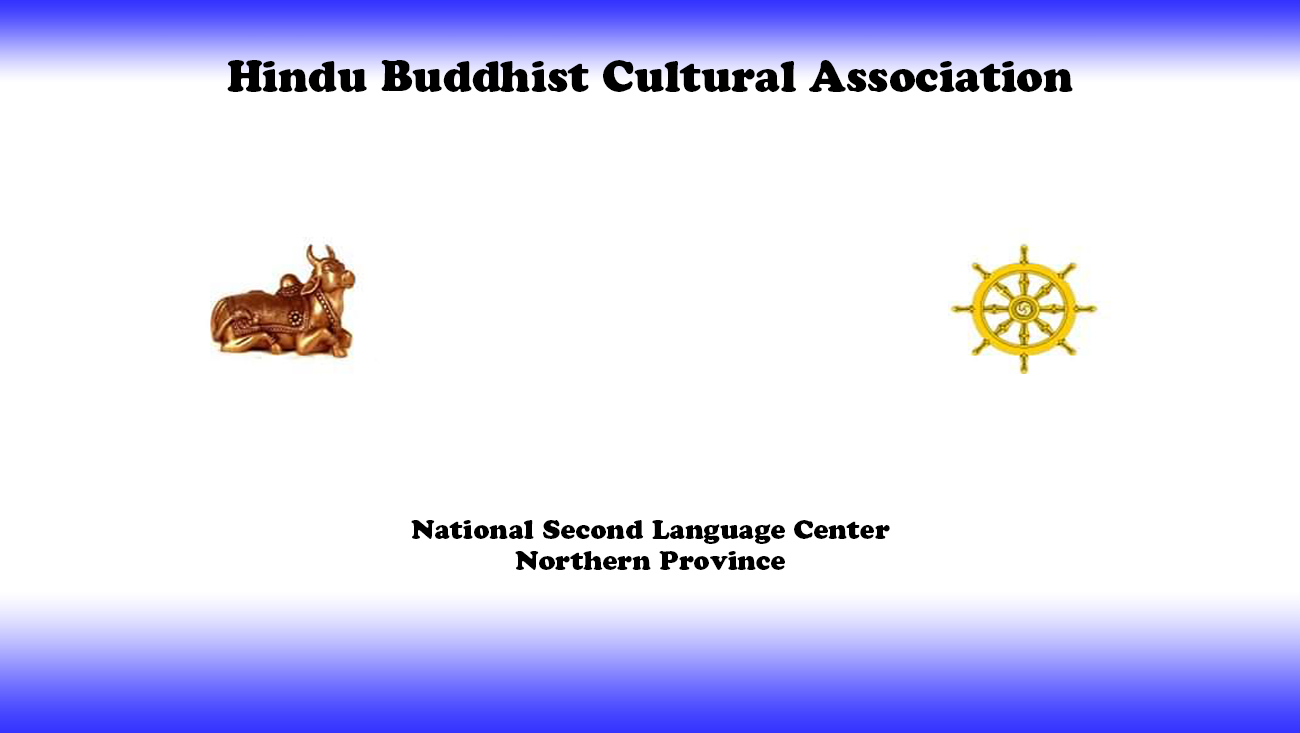 Hindu Buddhist Cultural Association
National Second Language Center
Northern Province